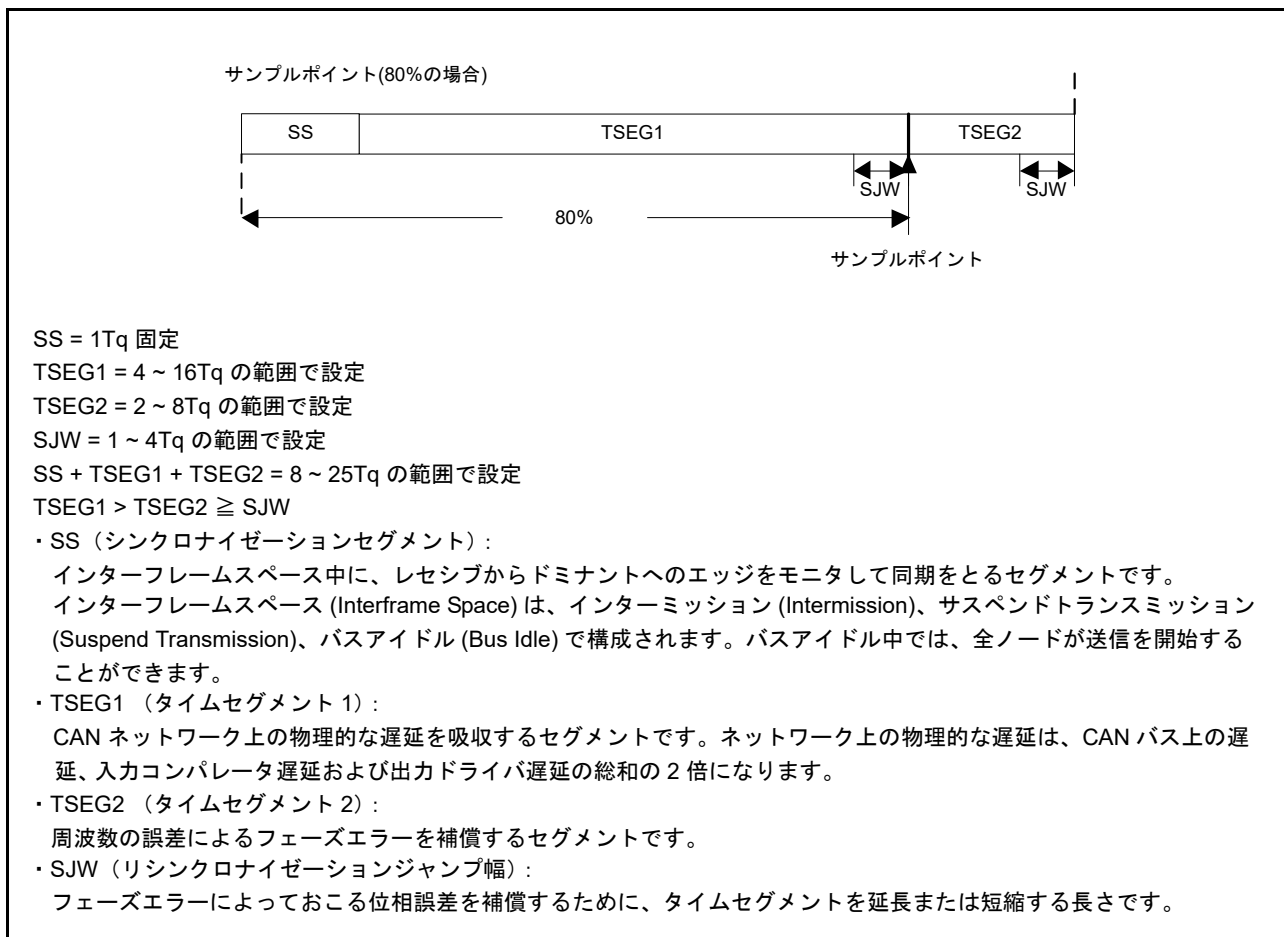 サンプルポイント(80%の場合)
SS
TSEG1
TSEG2
SJW
SJW
80%
サンプルポイント
SS = 1Tq 固定
TSEG1 = 4 ~ 16Tq の範囲で設定
TSEG2 = 2 ~ 8Tq の範囲で設定
SJW = 1 ~ 4Tq の範囲で設定
SS + TSEG1 + TSEG2 = 8 ~ 25Tq の範囲で設定
TSEG1 > TSEG2 ≧ SJW
・SS（シンクロナイゼーションセグメント）:
インターフレームスペース中に、レセシブからドミナントへのエッジをモニタして同期をとるセグメントです。
インターフレームスペース (Interframe Space) は、インターミッション (Intermission)、サスペンドトランスミッション
(Suspend Transmission)、バスアイドル (Bus Idle) で構成されます。バスアイドル中では、全ノードが送信を開始する
ことができます。
・TSEG1 （タイムセグメント 1）:
CAN ネットワーク上の物理的な遅延を吸収するセグメントです。ネットワーク上の物理的な遅延は、CAN バス上の遅
延、入力コンパレータ遅延および出力ドライバ遅延の総和の 2 倍になります。
・TSEG2 （タイムセグメント 2）:
周波数の誤差によるフェーズエラーを補償するセグメントです。
・SJW（リシンクロナイゼーションジャンプ幅）:
フェーズエラーによっておこる位相誤差を補償するために、タイムセグメントを延長または短縮する長さです。